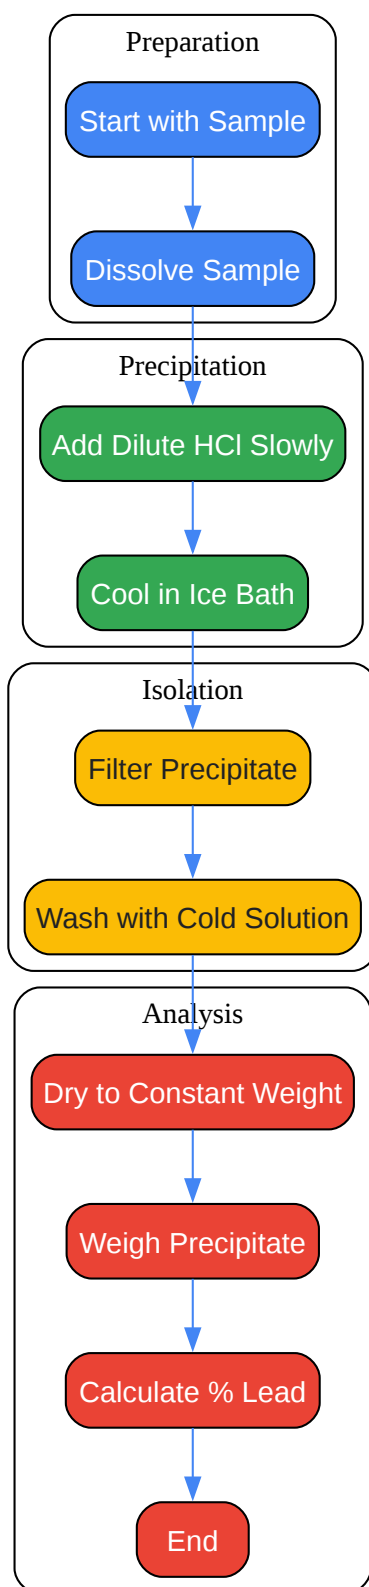 Preparation
Start with Sample
Dissolve Sample
Precipitation
Add Dilute HCl Slowly
Cool in Ice Bath
Isolation
Filter Precipitate
Wash with Cold Solution
Analysis
Dry to Constant Weight
Weigh Precipitate
Calculate % Lead
End